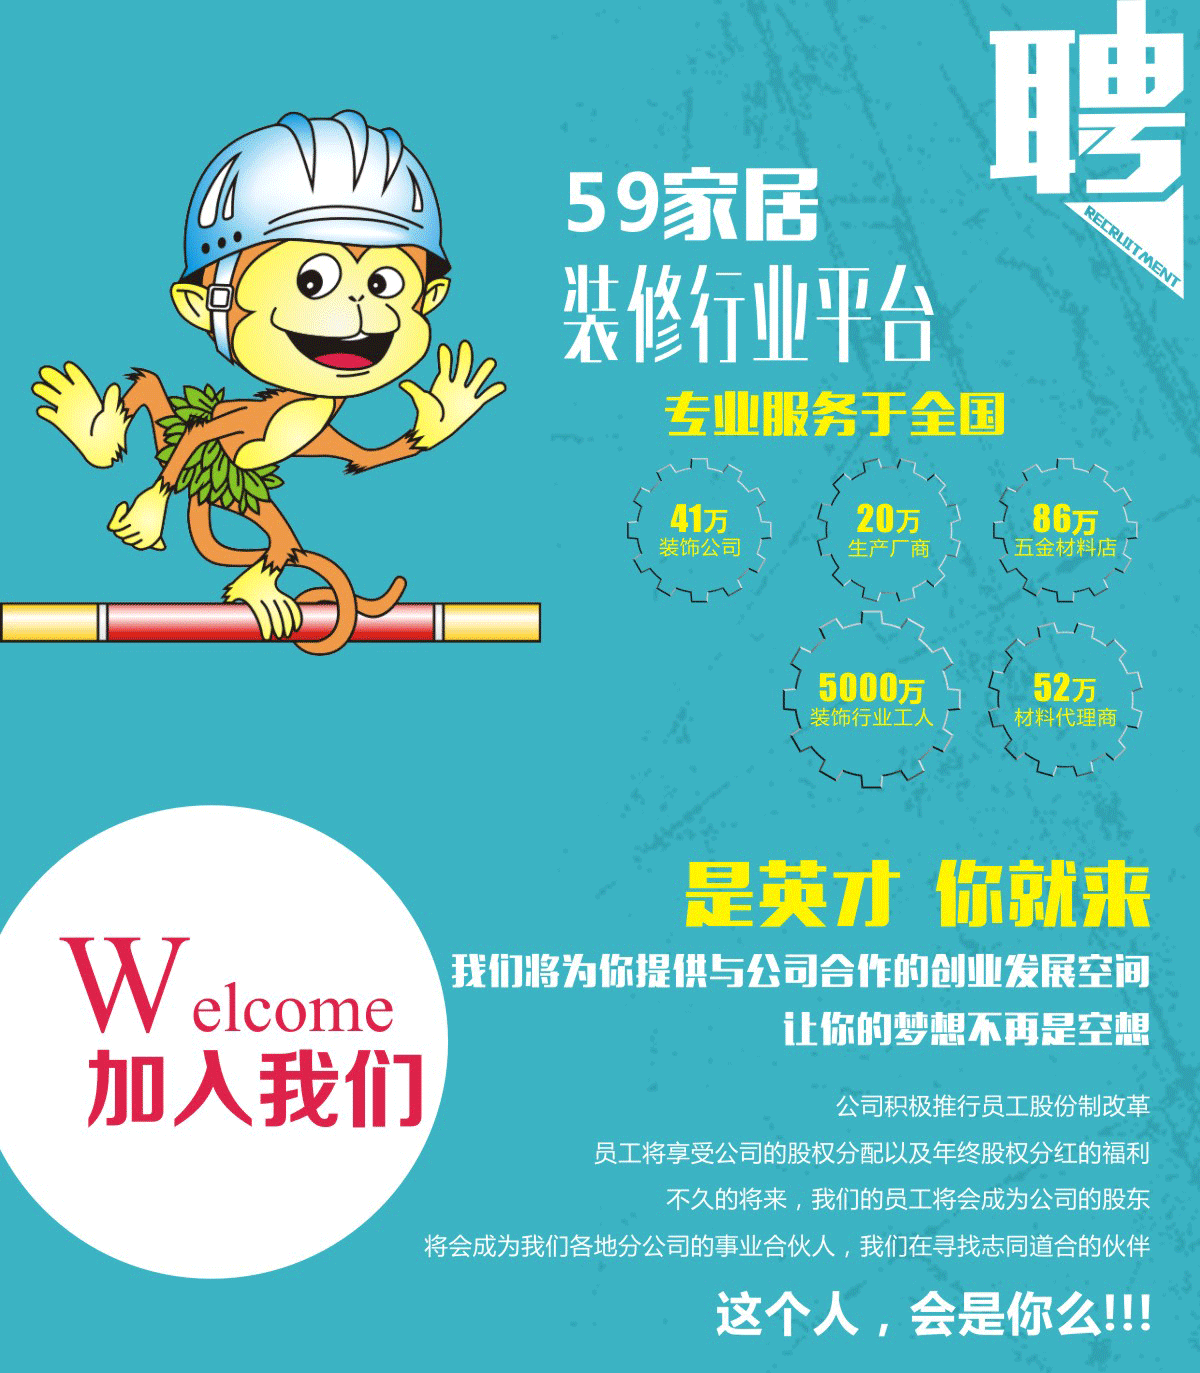 聘
RECRUITMENT
59家居
装修行业平台
专业服务于全国
41万
装饰公司
20万
生产厂商
86万
五金材料店
5000万
装饰行业工人
52万
材料代理商
是英才 你就来
我们将为你提供与公司合作的创业发展空间
让你的梦想不再是空想
Welcome
加入我们
公司积极推行员工股份制改革
员工将享受公司的股权分配以及年终股权分红的福利
不久的将来，我们的员工将会成为公司的股东
将会成为我们各地分公司的事业合伙人，我们在寻找志同道合的伙伴
这个人，会是你么!!!